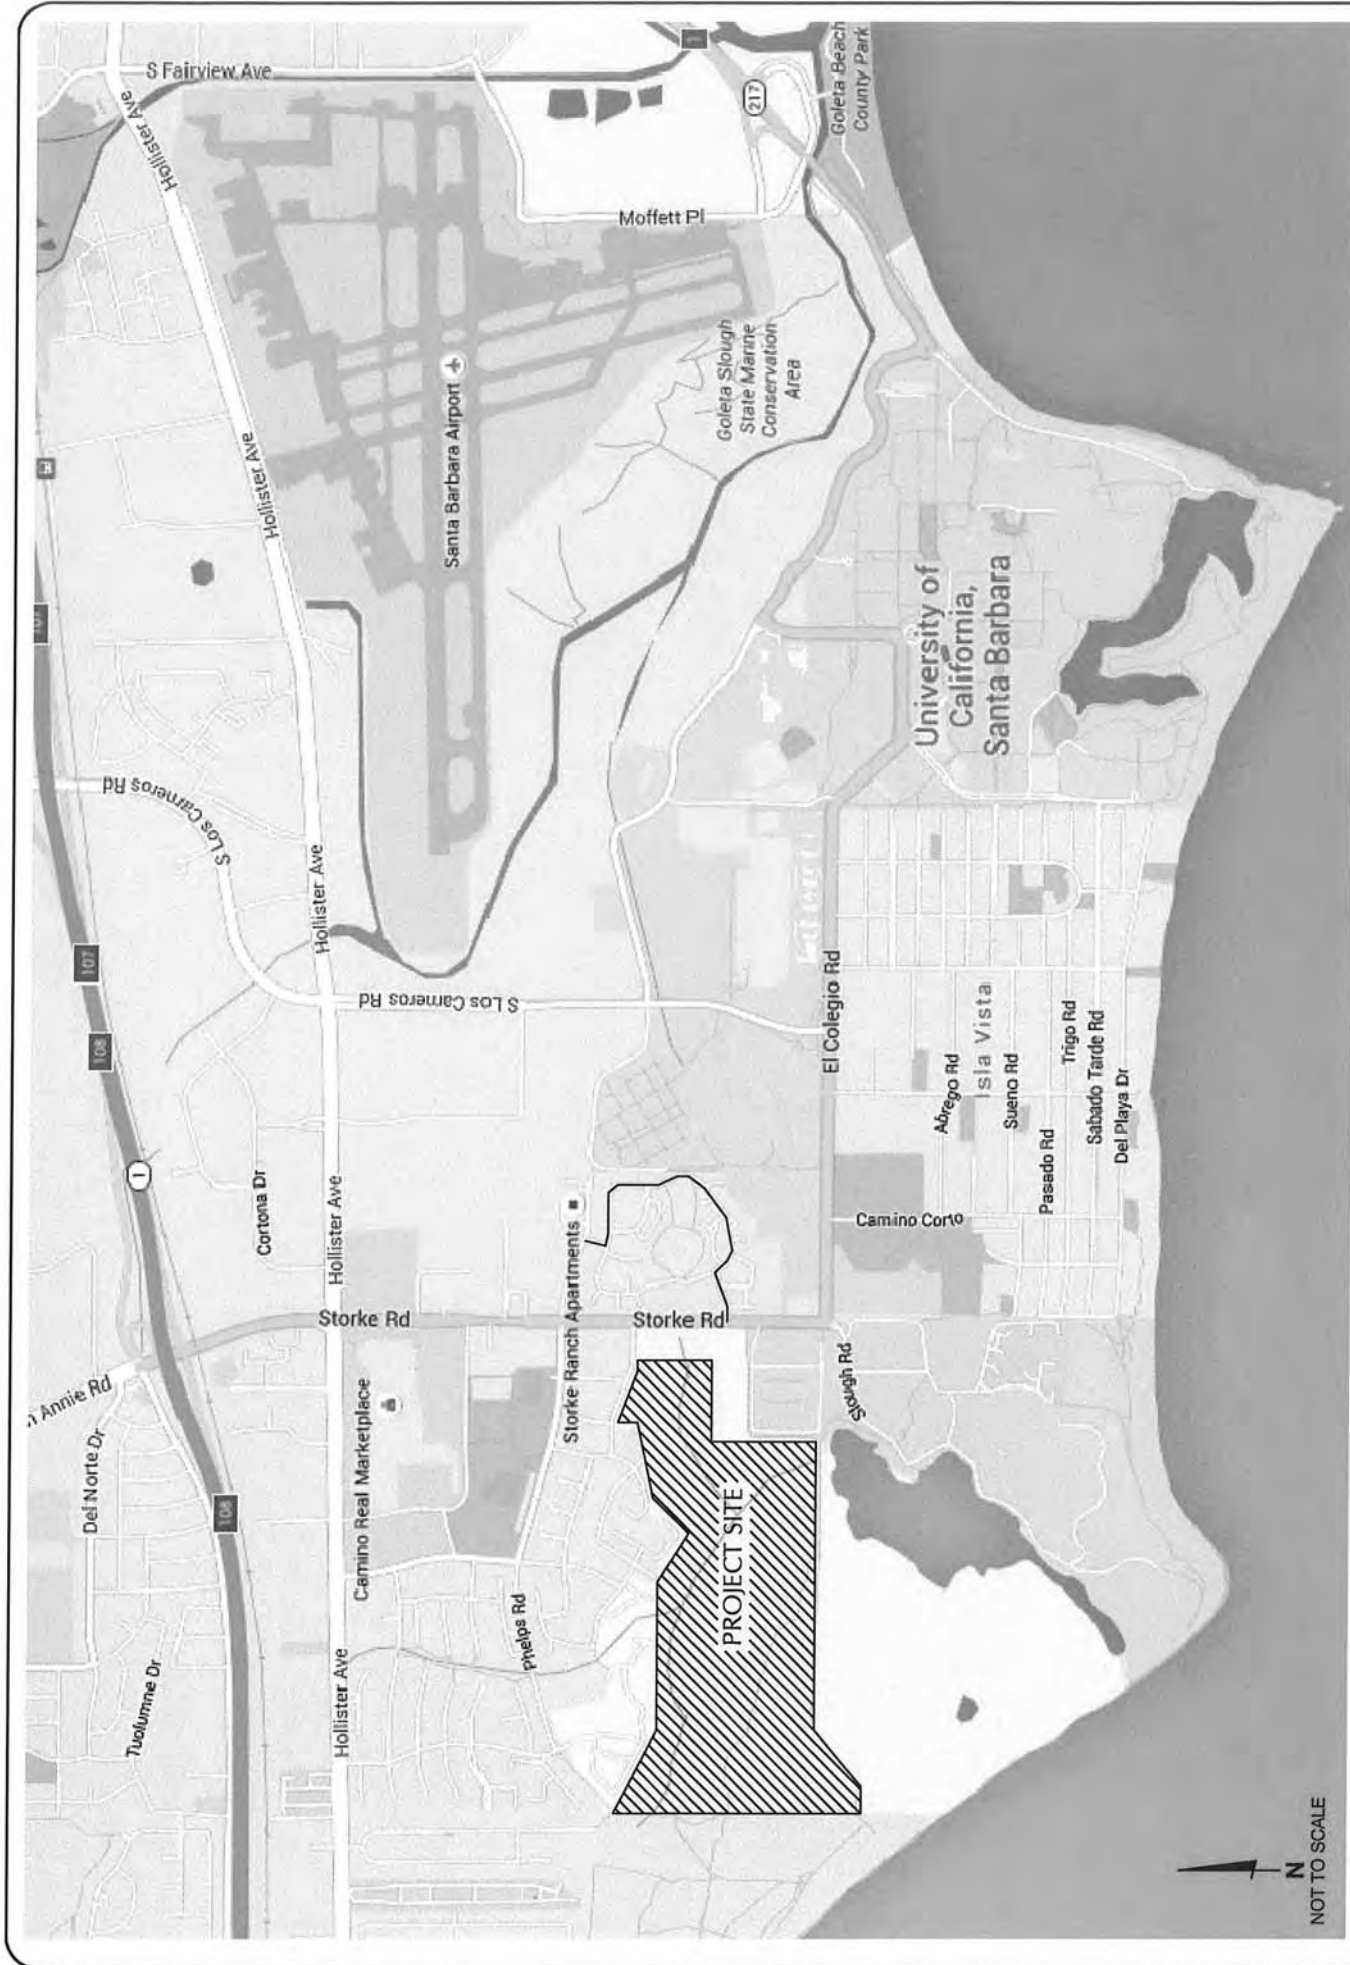 S Fairview Ave
1
217
Goleta Beach
County Park
Hollister Ave
Moffett Pl
Santa Barbara Airport
Goleta Slough
State Marine
Conservation
Area
Hollister Ave
University of
California,
Santa Barbara
S Los Carneros Rd
Hollister Ave
107
108
S Los Carneros Rd
El Colegio Rd
Abrego Rd
Isla Vista
Sueno Rd
Trigo Rd
Sabado Tarde Rd
Del Playa Dr
Pasado Rd
Camino Corto
1
Cortona Dr
Hollister Ave
Storke Ranch Apartments
Storke Rd
Storke Rd
Slough Rd
n Annie Rd
Del Norte Dr
Camino Real Marketplace
108
PROJECT SITE
Phelps Rd
Tuolumne Dr
Hollister Ave
N
NOT TO SCALE